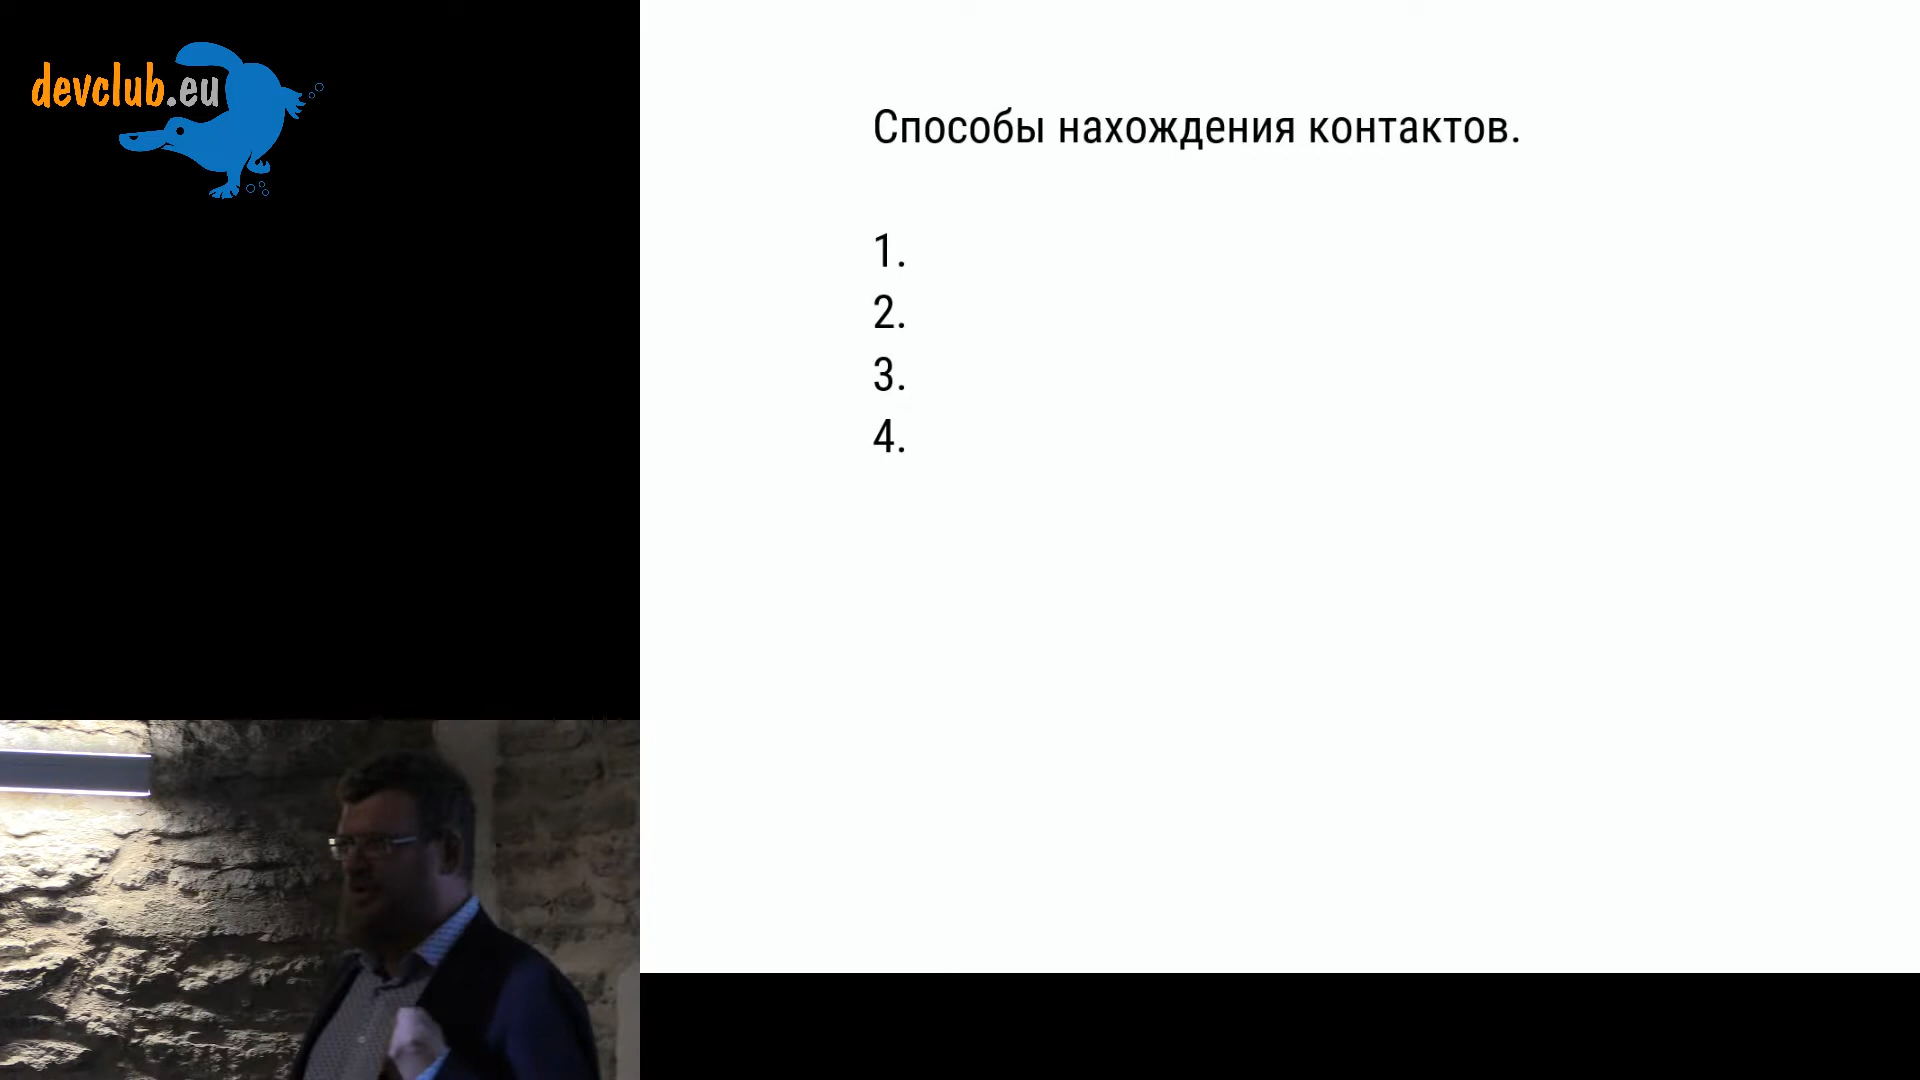 devclub.eu
Способы нахождения контактов.
1.
2.
3.
4.